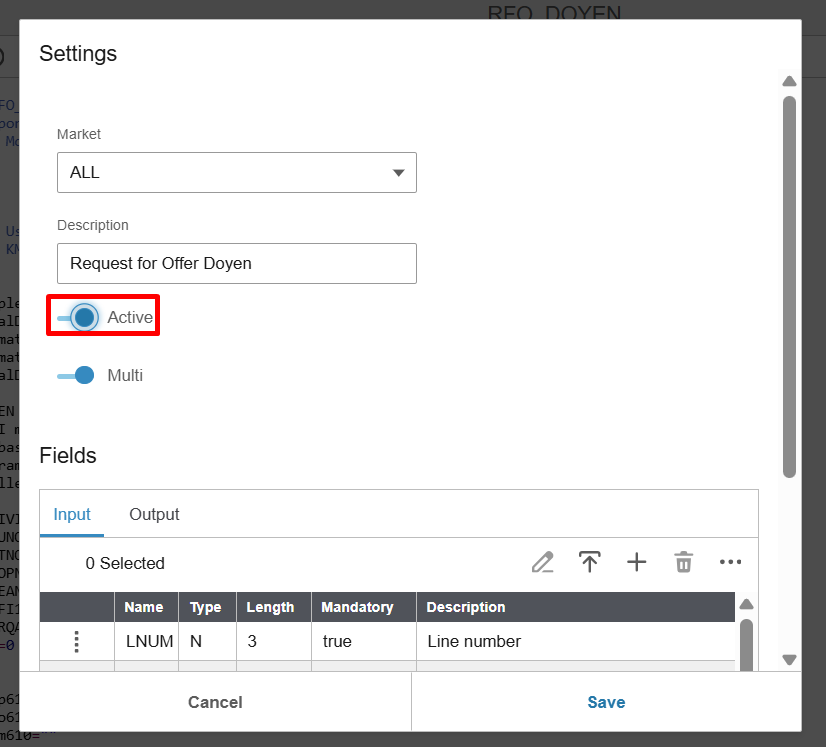 RFO_DOYEN
Settings
Market
ALL
Description
Request for Offer Doyen
Active
Multi
Fields
Input Output
0 Selected
Name Type Length Mandatory Description
LNUM N 3 true Line number
Cancel Save